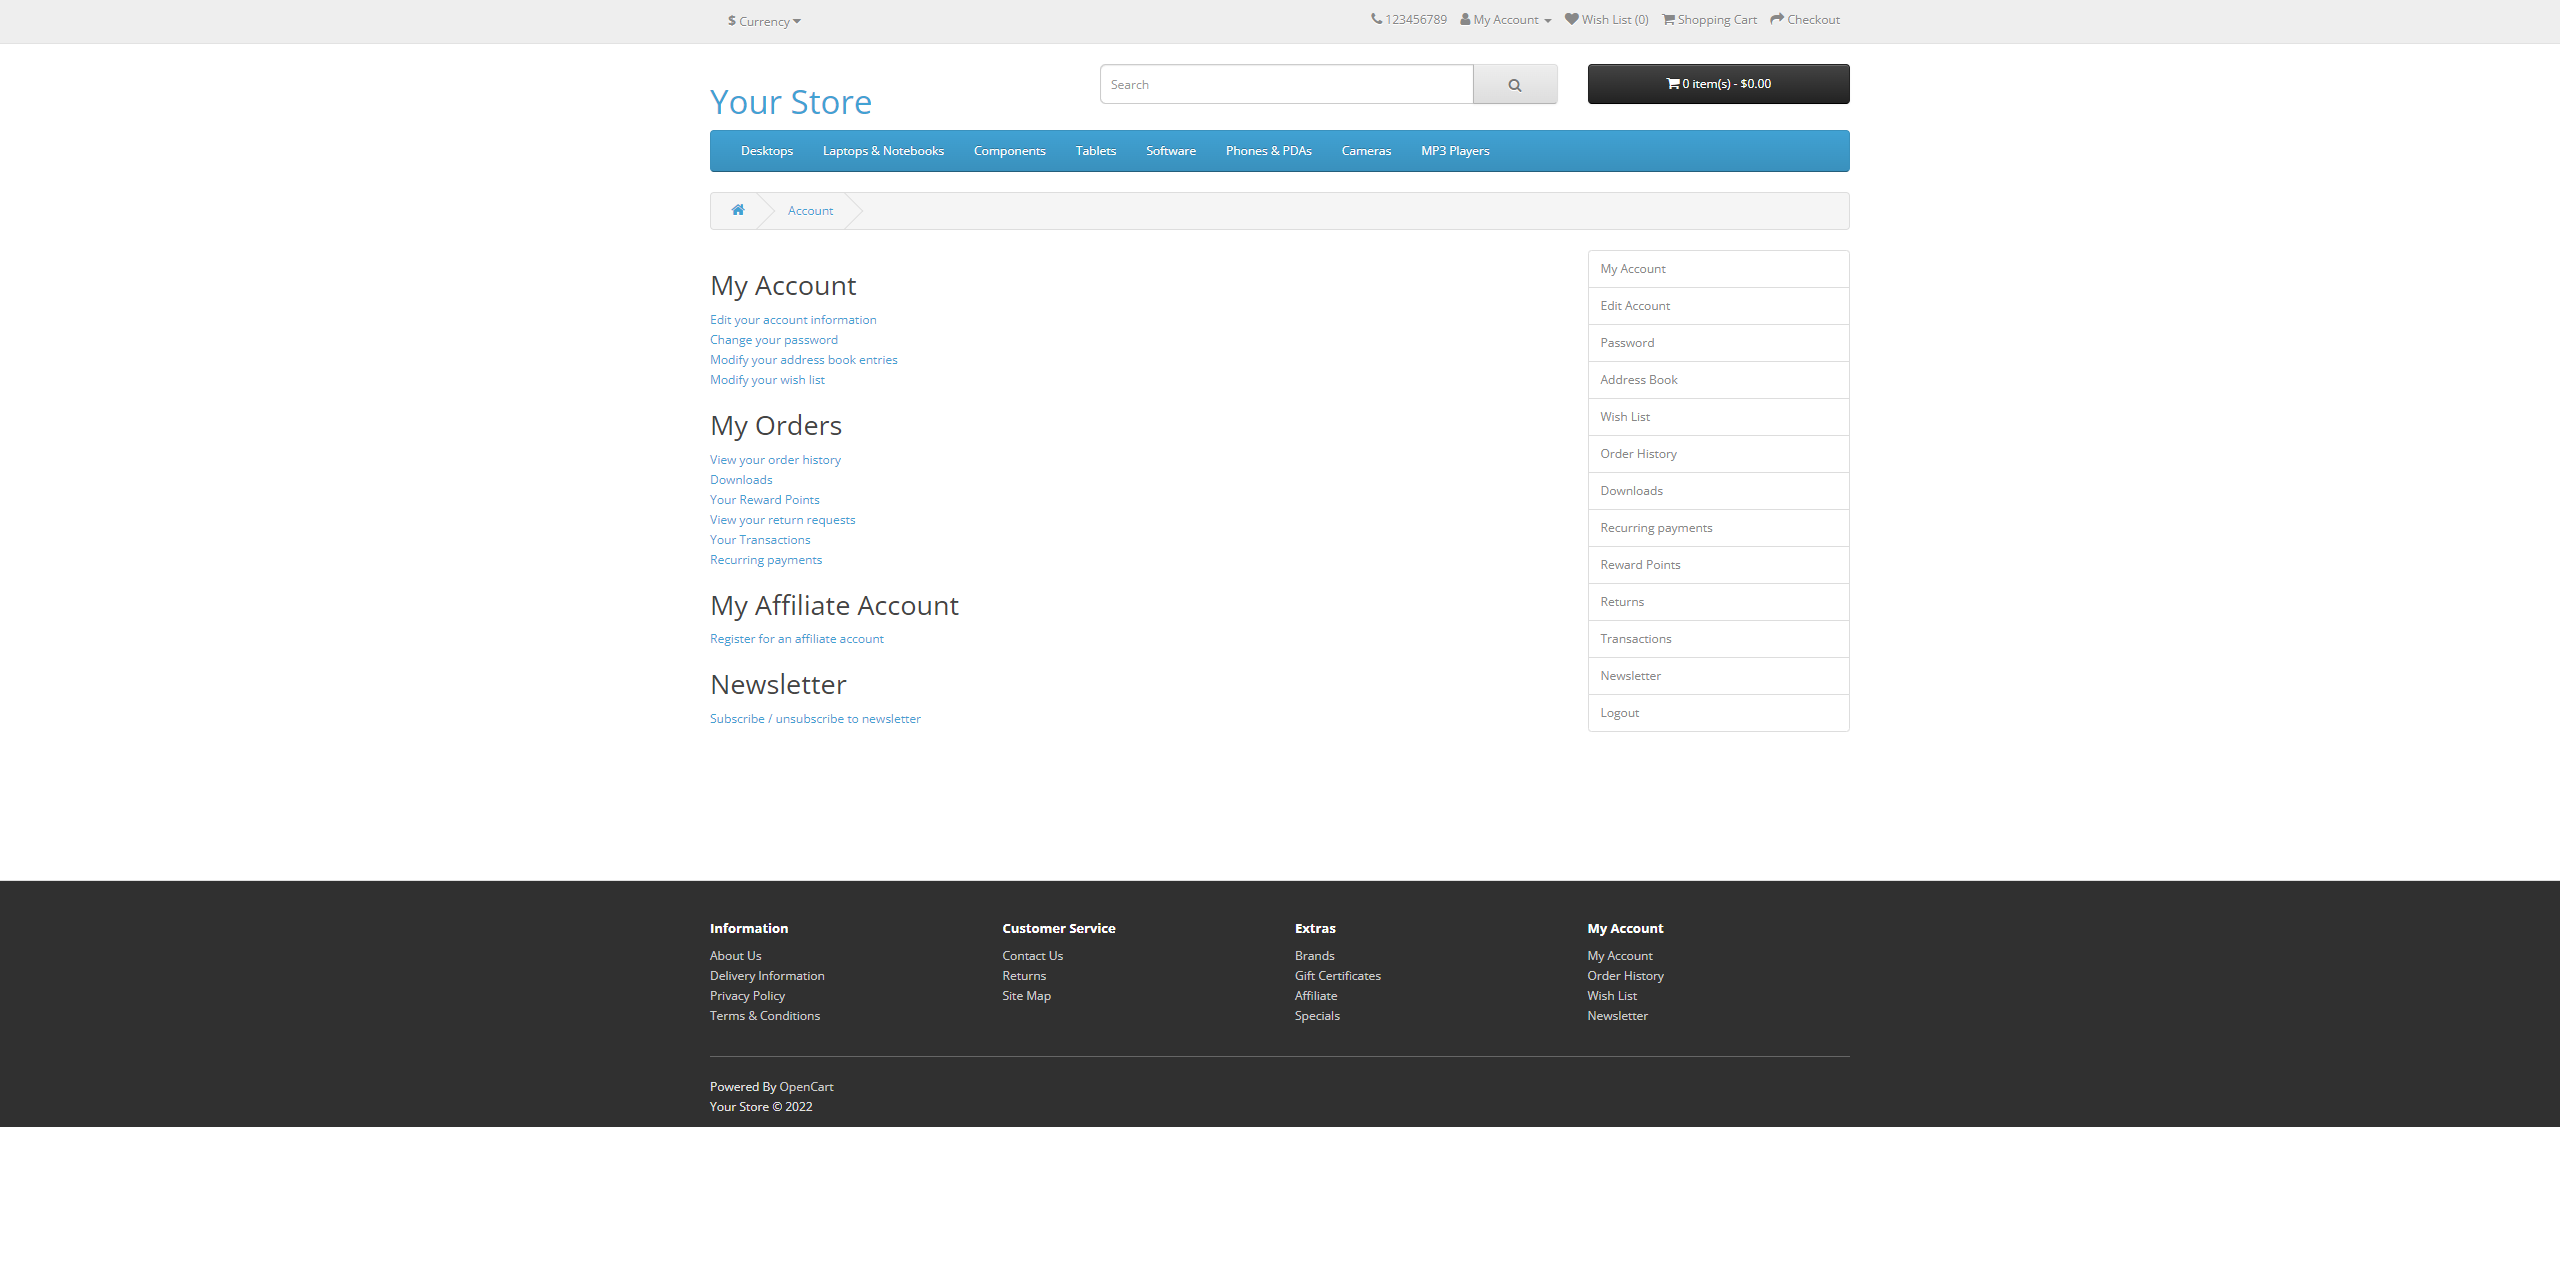 $ Currency
123456789 My Account Wish List (0) Shopping Cart Checkout
Your Store
Search
0 item(s) - $0.00
Desktops Laptops & Notebooks Components Tablets Software Phones & PDAs Cameras MP3 Players
Account
My Account
Edit your account information
Change your password
Modify your address book entries
Modify your wish list
My Orders
View your order history
Downloads
Your Reward Points
View your return requests
Your Transactions
Recurring payments
My Affiliate Account
Register for an affiliate account
Newsletter
Subscribe / unsubscribe to newsletter
My Account
Edit Account
Password
Address Book
Wish List
Order History
Downloads
Recurring payments
Reward Points
Returns
Transactions
Newsletter
Logout
Information
About Us
Delivery Information
Privacy Policy
Terms & Conditions
Customer Service
Contact Us
Returns
Site Map
Extras
Brands
Gift Certificates
Affiliate
Specials
My Account
My Account
Order History
Wish List
Newsletter
Powered By OpenCart
Your Store © 2022